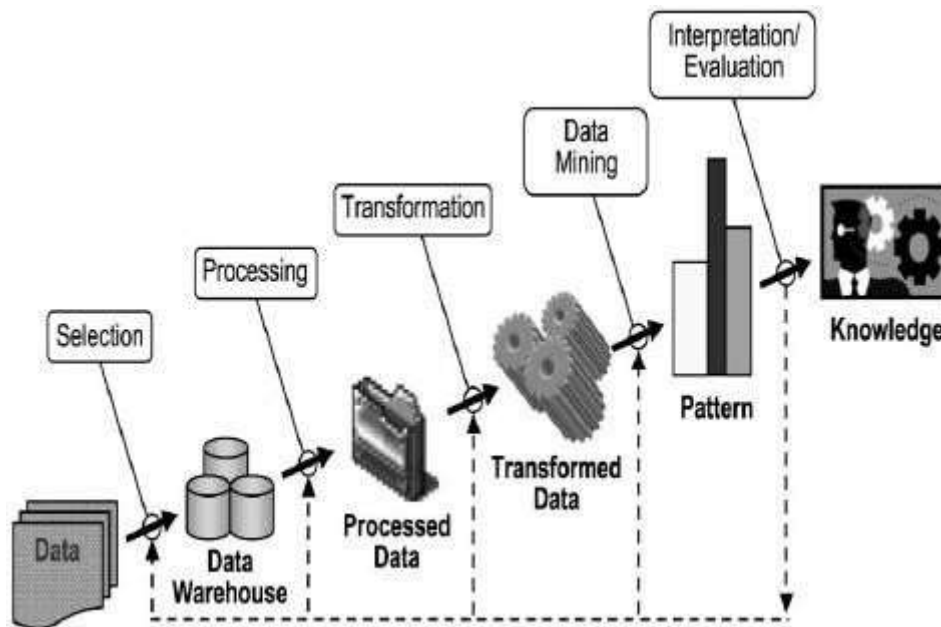 Interpretation/
Evaluation
Data
Mining
Transformation
Processing
Selection
Knowledge
Pattern
Transformed
Data
Processed
Data
Data
Warehouse
Data